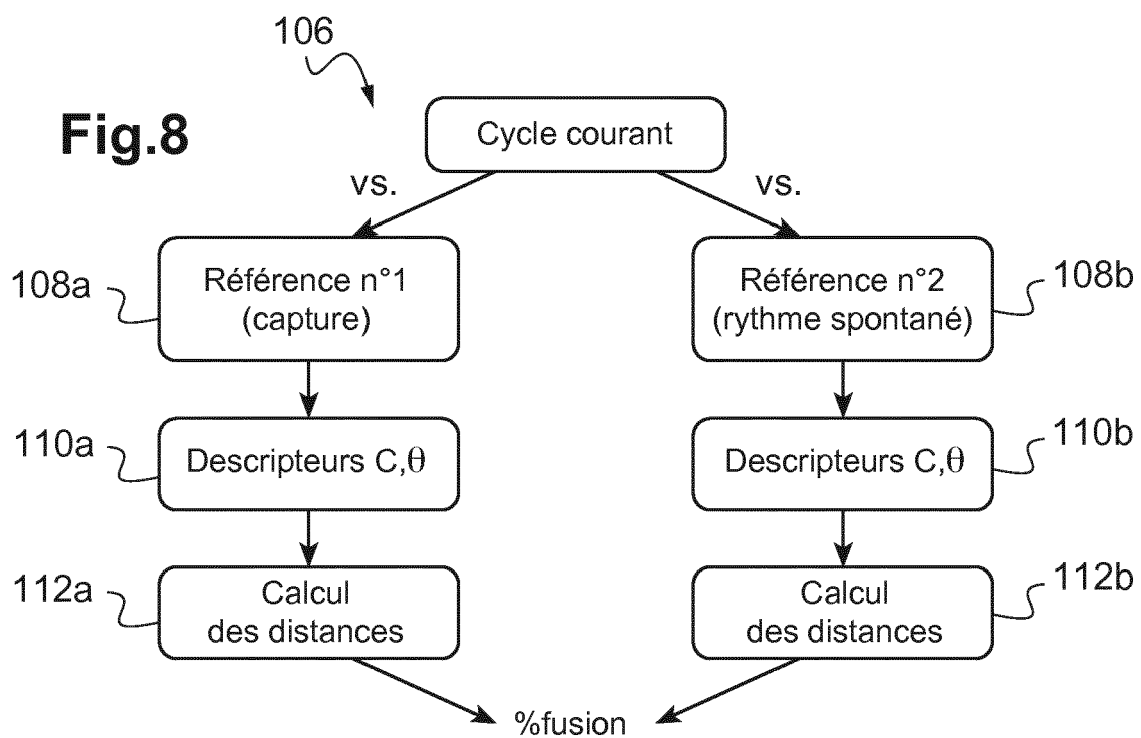 106
Fig.8
Cycle courant
vs.
vs.
108a
Référence n°1
(capture)
Référence n°2
(rythme spontané)
108b
110a
Descripteurs C,θ
Descripteurs C,θ
110b
112a
Calcul
des distances
Calcul
des distances
112b
%fusion